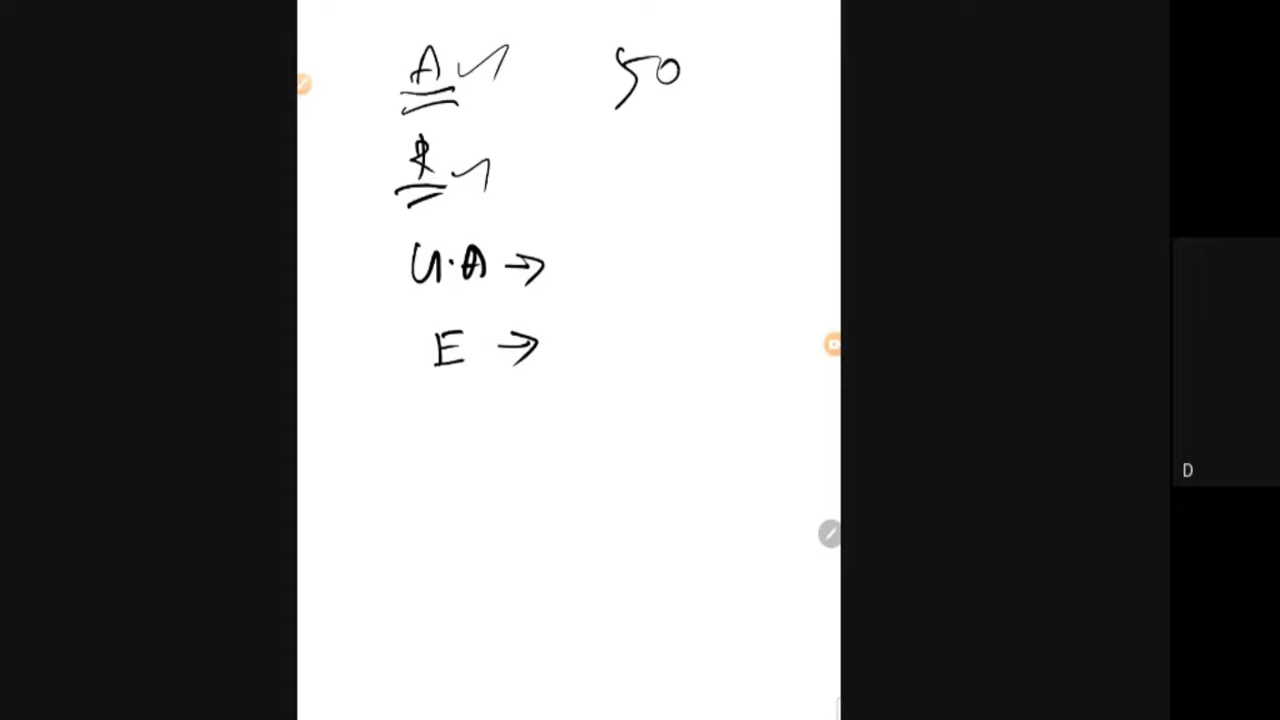 A ✓ 50
R ✓
U.A →
E →
D